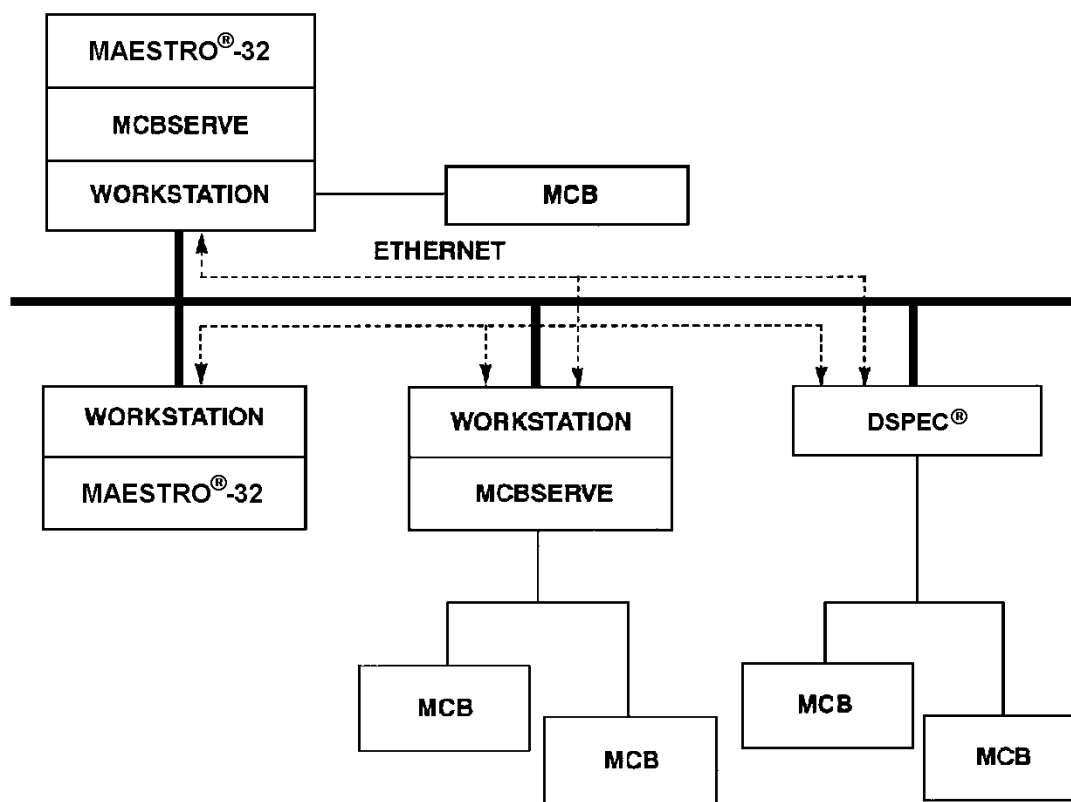 MAESTRO®-32
MCBSERVE
WORKSTATION
MCB
ETHERNET
WORKSTATION
MAESTRO®-32
WORKSTATION
MCBSERVE
DSPEC®
MCB
MCB
MCB
MCB